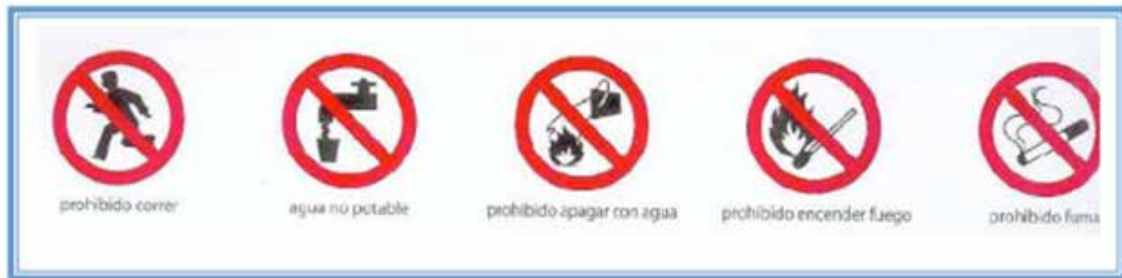 prohibido correr
agua no potable
prohibido apagar con agua
prohibido encender fuego
prohibido fuma